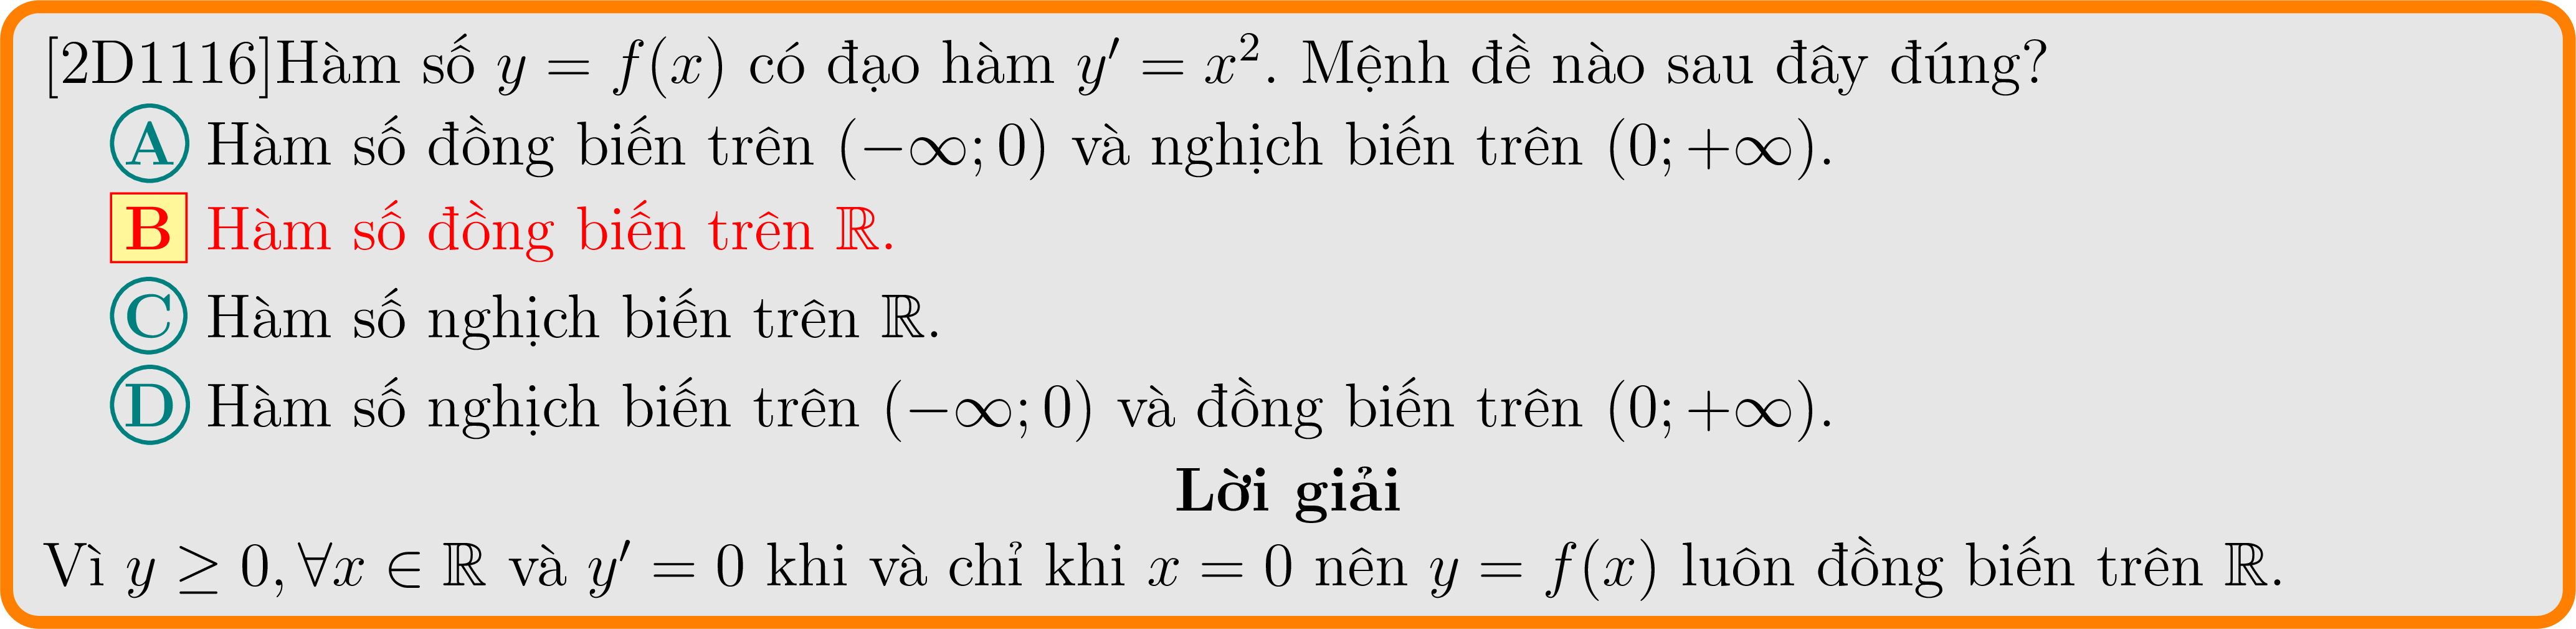 [2D1116]Hàm số y = f(x) có đạo hàm y′ = x². Mệnh đề nào sau đây đúng?
A Hàm số đồng biến trên (−∞; 0) và nghịch biến trên (0; +∞).
B Hàm số đồng biến trên ℝ.
C Hàm số nghịch biến trên ℝ.
D Hàm số nghịch biến trên (−∞; 0) và đồng biến trên (0; +∞).
Lời giải
Vì y ≥ 0, ∀x ∈ ℝ và y′ = 0 khi và chỉ khi x = 0 nên y = f(x) luôn đồng biến trên ℝ.